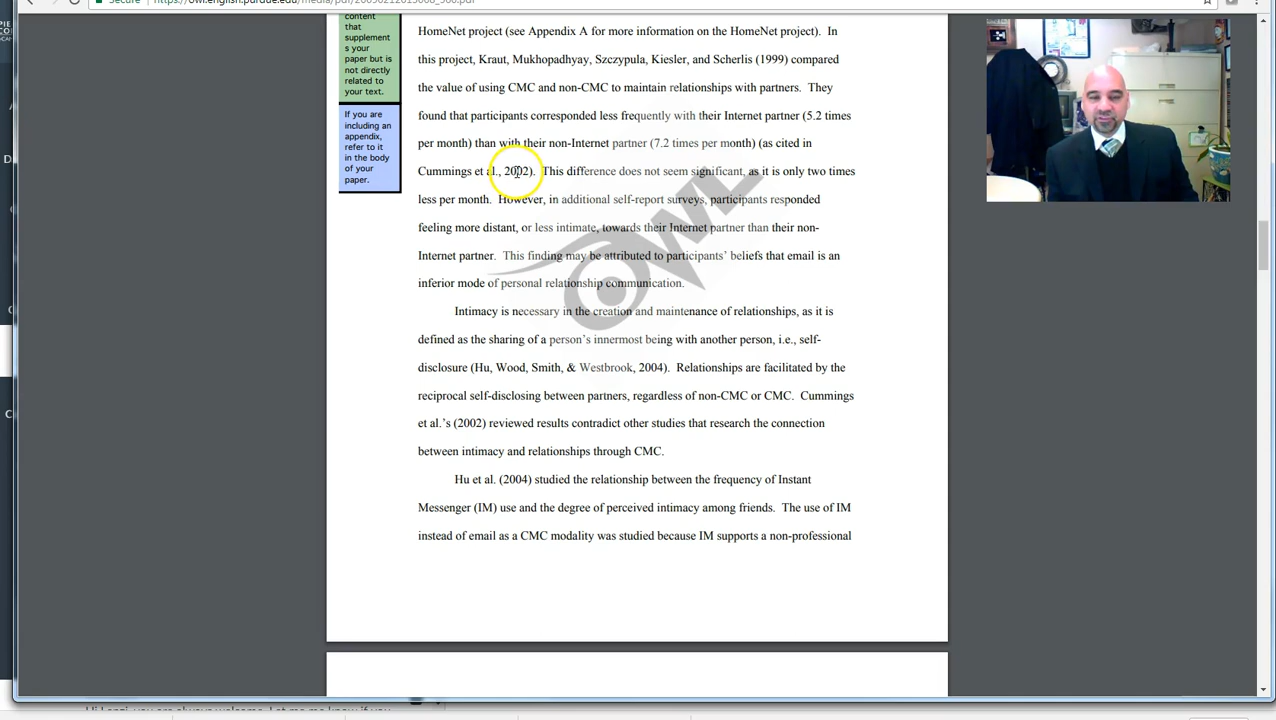 Secure
https://owl.english.purdue.edu/media/pdf/20090212013008_560.pdf
content
that
supplement
s your
paper but is
not directly
related to
your text.
If you are
including an
appendix,
refer to it
in the body
of your
paper.
HomeNet project (see Appendix A for more information on the HomeNet project).  In
this project, Kraut, Mukhopadhyay, Szczypula, Kiesler, and Scherlis (1999) compared
the value of using CMC and non-CMC to maintain relationships with partners.  They
found that participants corresponded less frequently with their Internet partner (5.2 times
per month) than with their non-Internet partner (7.2 times per month) (as cited in
Cummings et al., 2002).  This difference does not seem significant, as it is only two times
less per month.  However, in additional self-report surveys, participants responded
feeling more distant, or less intimate, towards their Internet partner than their non-
Internet partner.  This finding may be attributed to participants’ beliefs that email is an
inferior mode of personal relationship communication.
Intimacy is necessary in the creation and maintenance of relationships, as it is
defined as the sharing of a person’s innermost being with another person, i.e., self-
disclosure (Hu, Wood, Smith, & Westbrook, 2004).  Relationships are facilitated by the
reciprocal self-disclosing between partners, regardless of non-CMC or CMC.  Cummings
et al.’s (2002) reviewed results contradict other studies that research the connection
between intimacy and relationships through CMC.
Hu et al. (2004) studied the relationship between the frequency of Instant
Messenger (IM) use and the degree of perceived intimacy among friends.  The use of IM
instead of email as a CMC modality was studied because IM supports a non-professional
OWL